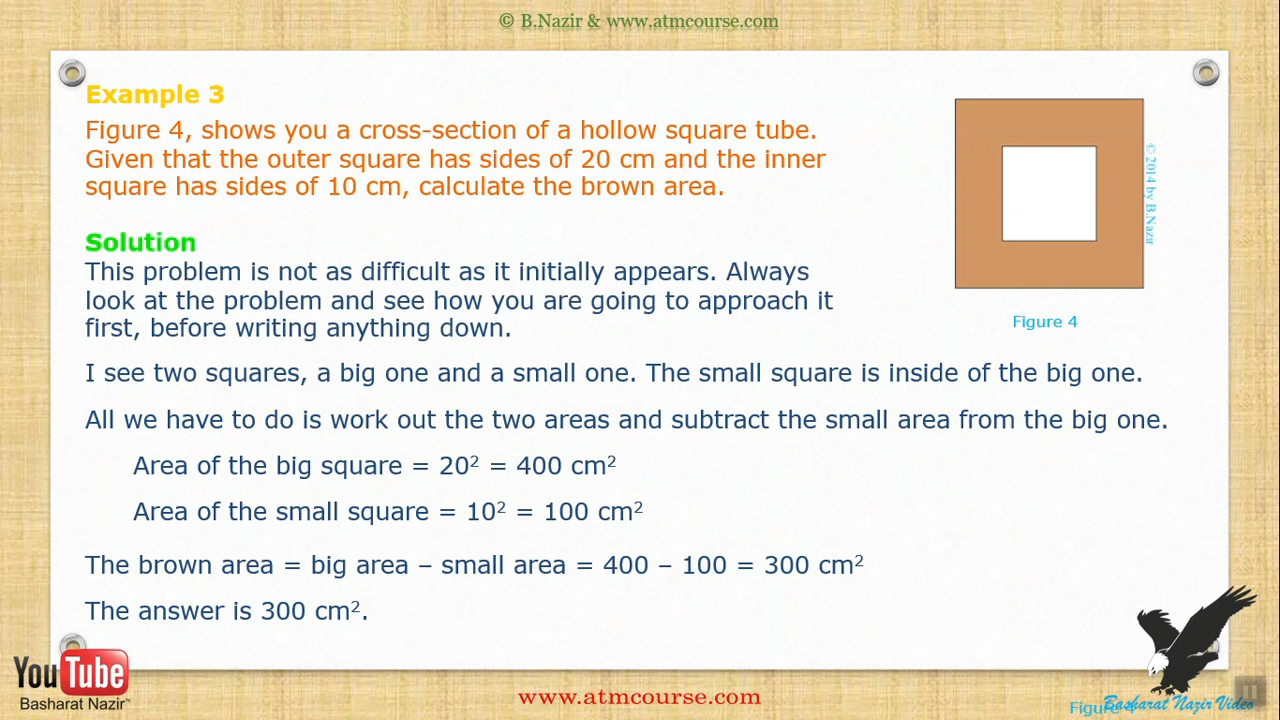 © B.Nazir & www.atmcourse.com
Example 3
Figure 4, shows you a cross-section of a hollow square tube.
Given that the outer square has sides of 20 cm and the inner
square has sides of 10 cm, calculate the brown area.
© 2014 by B.Nazir
Figure 4
Solution
This problem is not as difficult as it initially appears. Always
look at the problem and see how you are going to approach it
first, before writing anything down.
I see two squares, a big one and a small one. The small square is inside of the big one.
All we have to do is work out the two areas and subtract the small area from the big one.
Area of the big square = 20² = 400 cm²
Area of the small square = 10² = 100 cm²
The brown area = big area – small area = 400 – 100 = 300 cm²
The answer is 300 cm².
YouTube
Basharat Nazir™
www.atmcourse.com
Figure 4
Basharat Nazir Video